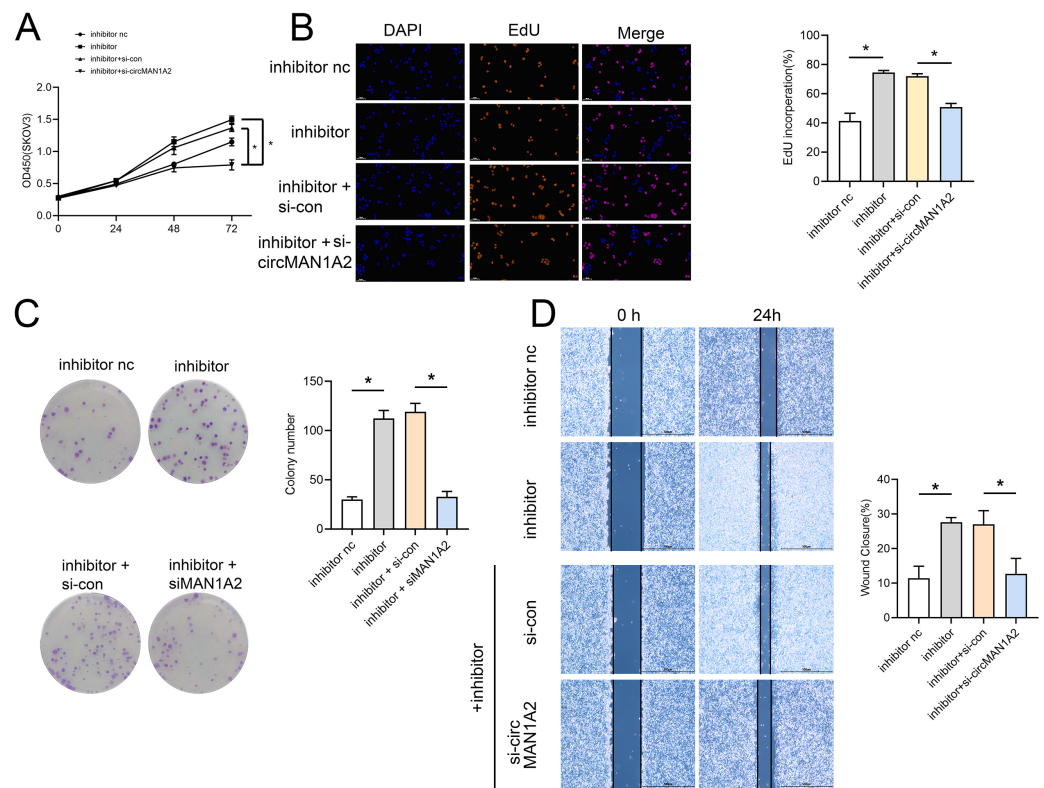 A
inhibitor nc
inhibitor
inhibitor+si-con
inhibitor+si-circMAN1A2
OD450(SKOV3)
2.0
1.5
1.0
0.5
0.0
0
24
48
72
*
*
B
DAPI
EdU
Merge
inhibitor nc
inhibitor
inhibitor +
si-con
inhibitor + si-
circMAN1A2
EdU incorperation(%)
100
80
60
40
20
0
*
*
inhibitor nc
inhibitor
inhibitor+si-con
inhibitor+si-circMAN1A2
C
inhibitor nc
inhibitor
inhibitor +
si-con
inhibitor +
siMAN1A2
Colony number
150
100
50
0
*
*
inhibitor nc
inhibitor
inhibitor + si-con
inhibitor + siMAN1A2
D
0 h
24h
inhibitor nc
inhibitor
+inhibitor
si-con
si-circ
MAN1A2
Wound Closure(%)
40
30
20
10
0
*
*
inhibitor nc
inhibitor
inhibitor+si-con
inhibitor+si-circMAN1A2